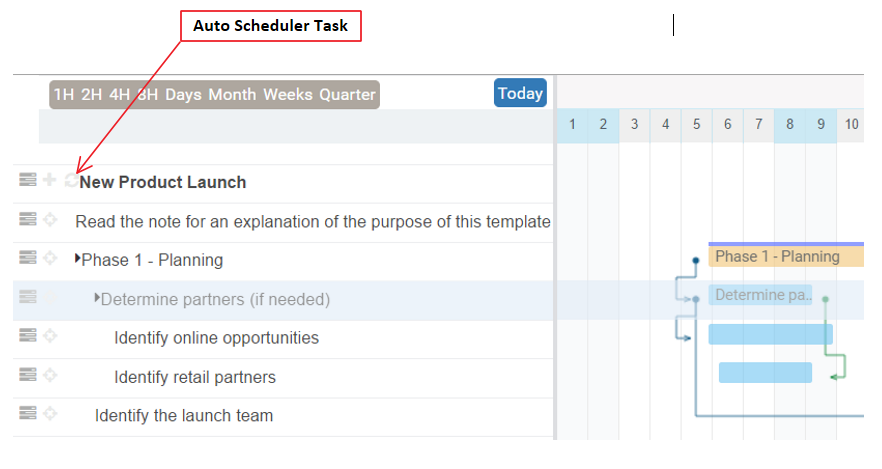 Auto Scheduler Task
1H 2H 4H 8H Days Month Weeks Quarter
Today
1 2 3 4 5 6 7 8 9 10
New Product Launch
Read the note for an explanation of the purpose of this template
Phase 1 - Planning
Phase 1 - Planning
Determine partners (if needed)
Determine pa..
Identify online opportunities
Identify retail partners
Identify the launch team